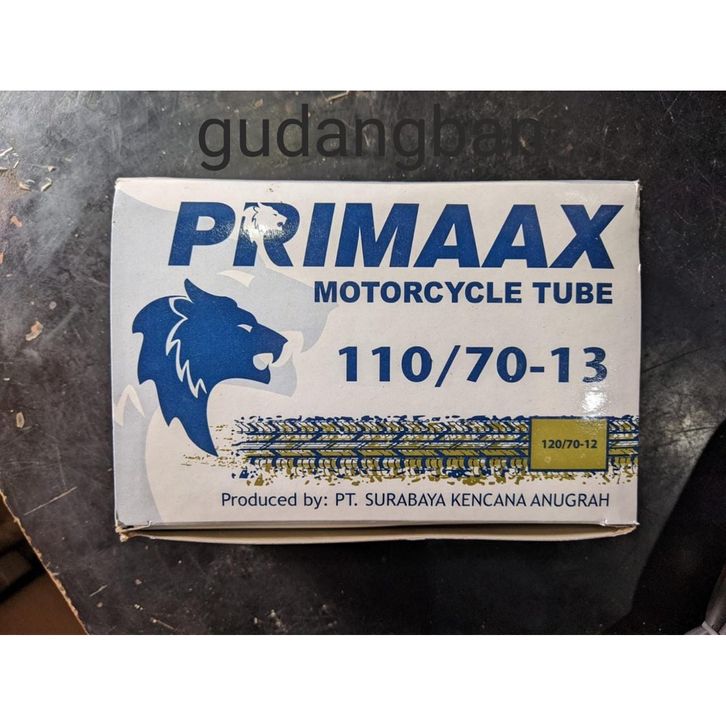 gudangban
PRIMAAX
MOTORCYCLE TUBE
110/70-13
120/70-12
Produced by: PT. SURABAYA KENCANA ANUGRAH